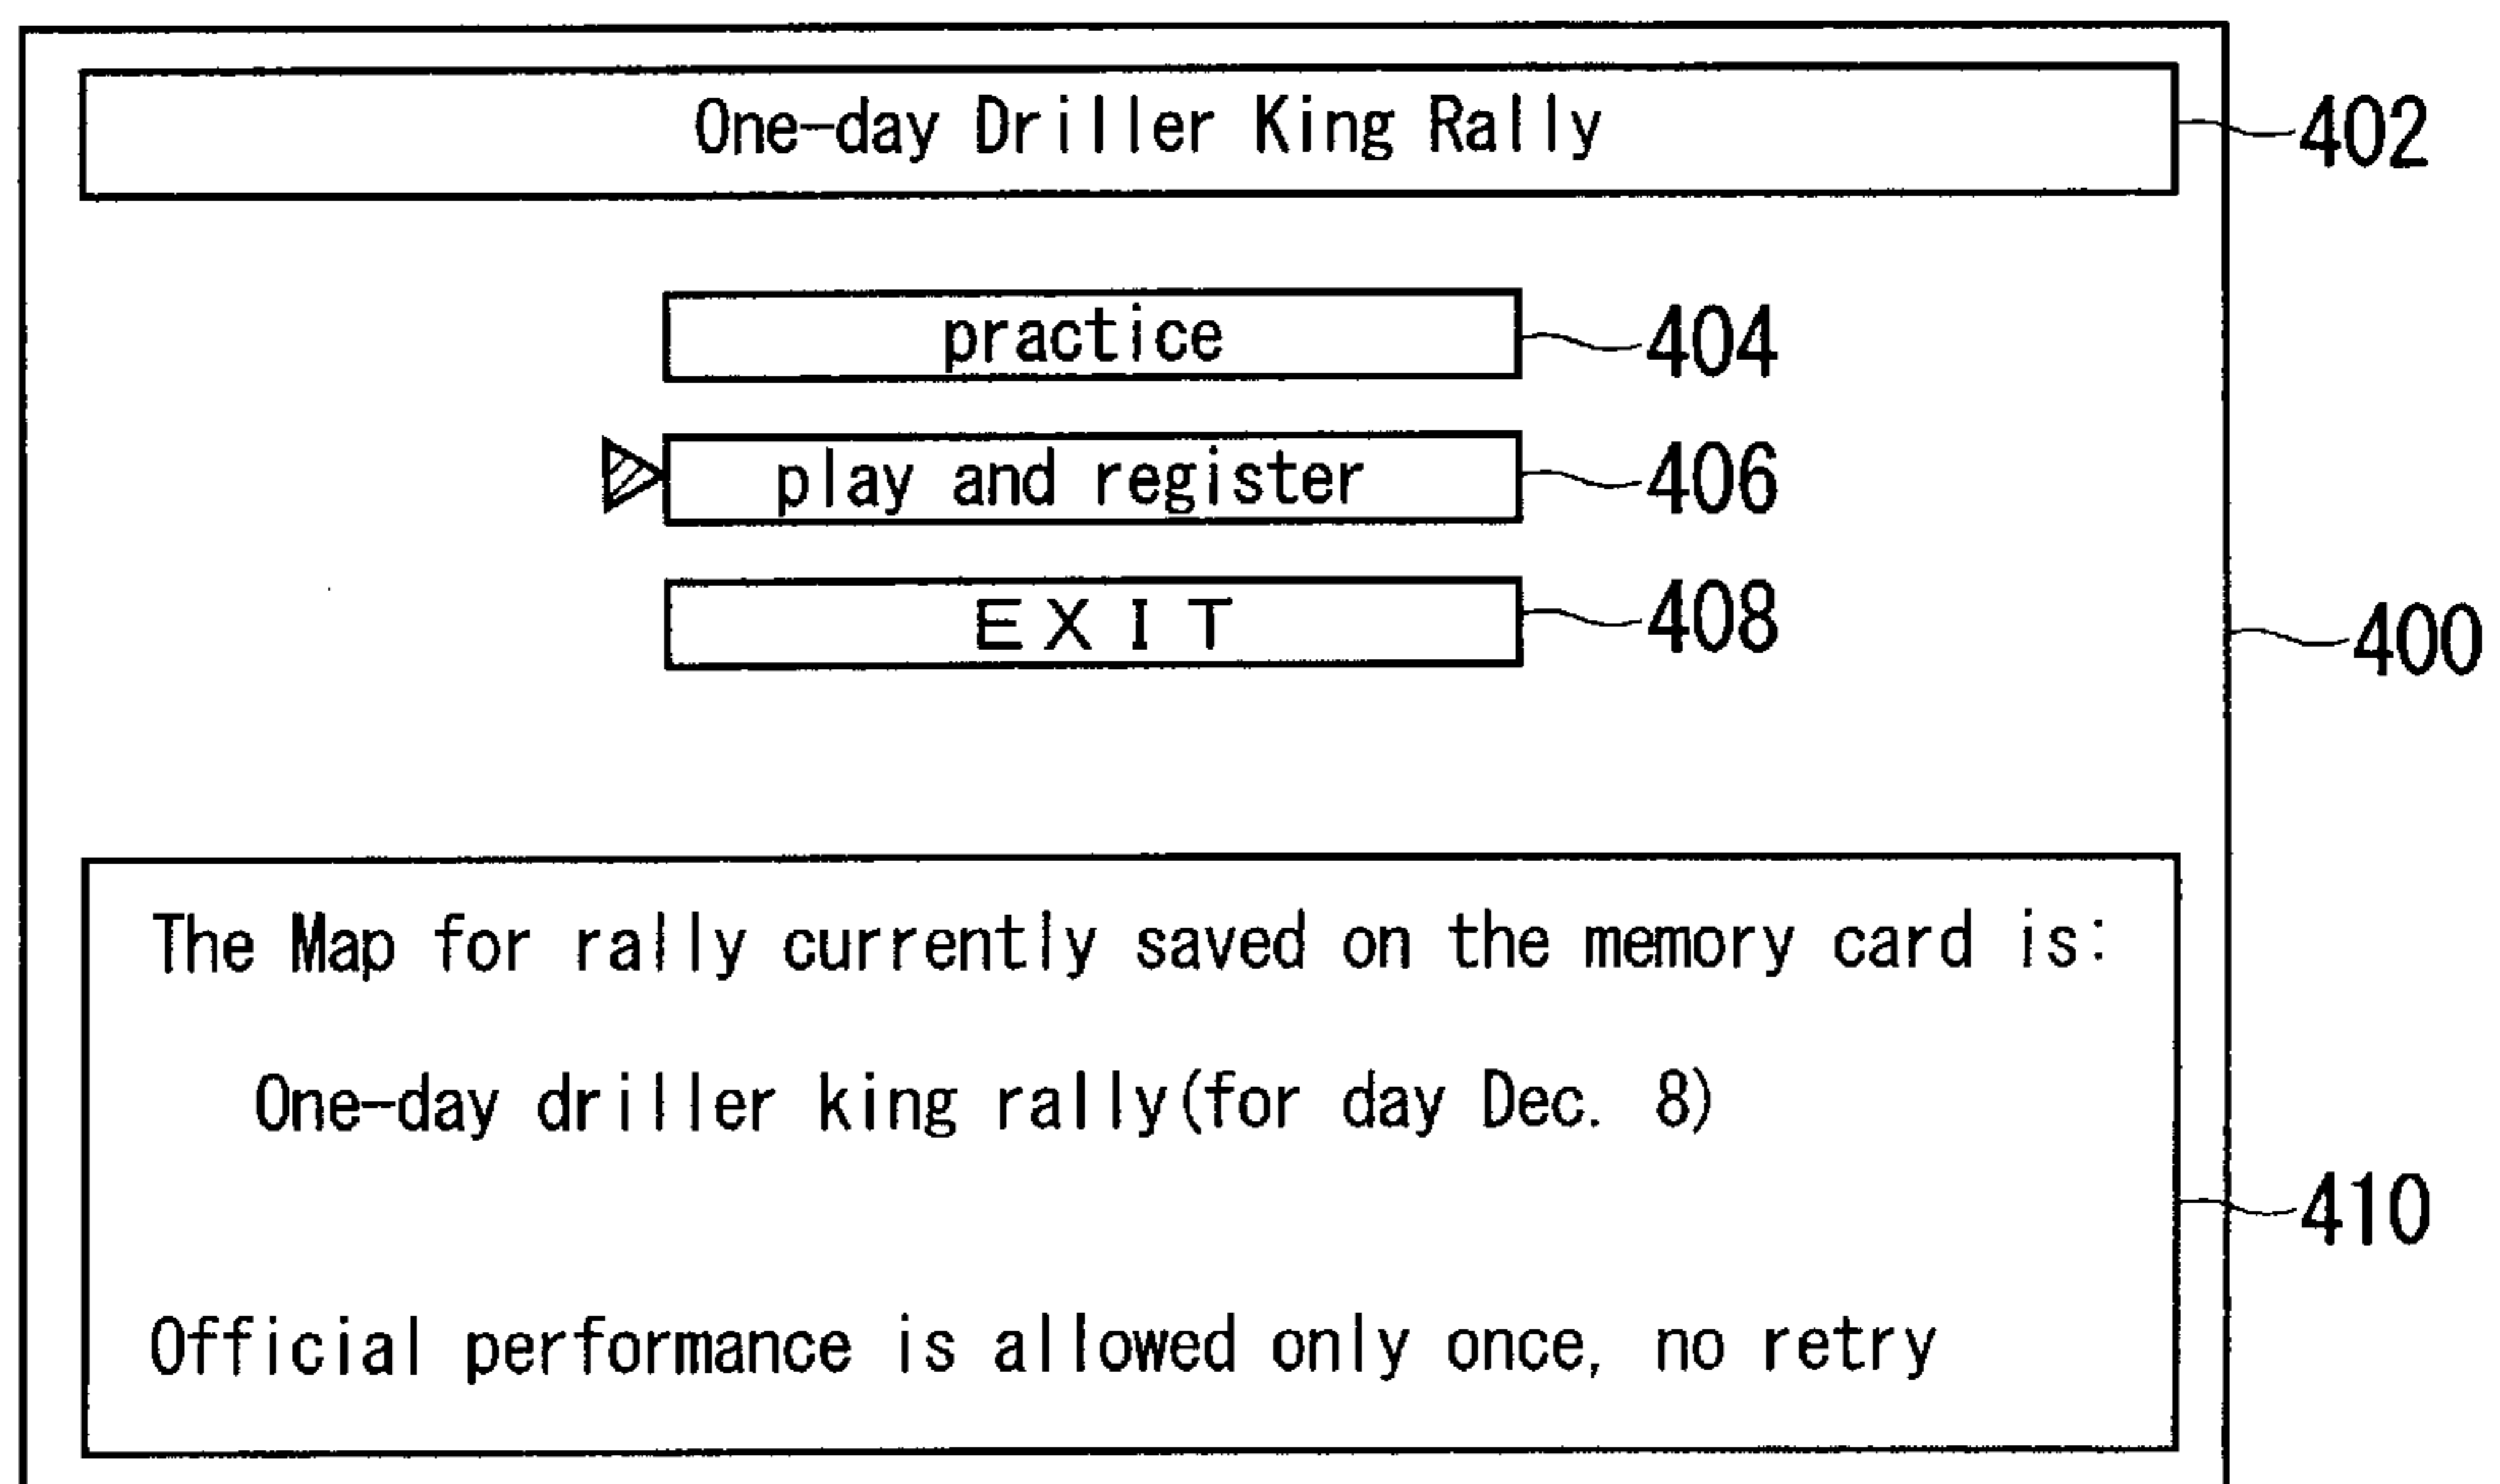 One-day Driller King Rally 402
practice 404
play and register 406
EXIT 408
400
The Map for rally currently saved on the memory card is:
One-day driller king rally(for day Dec. 8)
410
Official performance is allowed only once, no retry